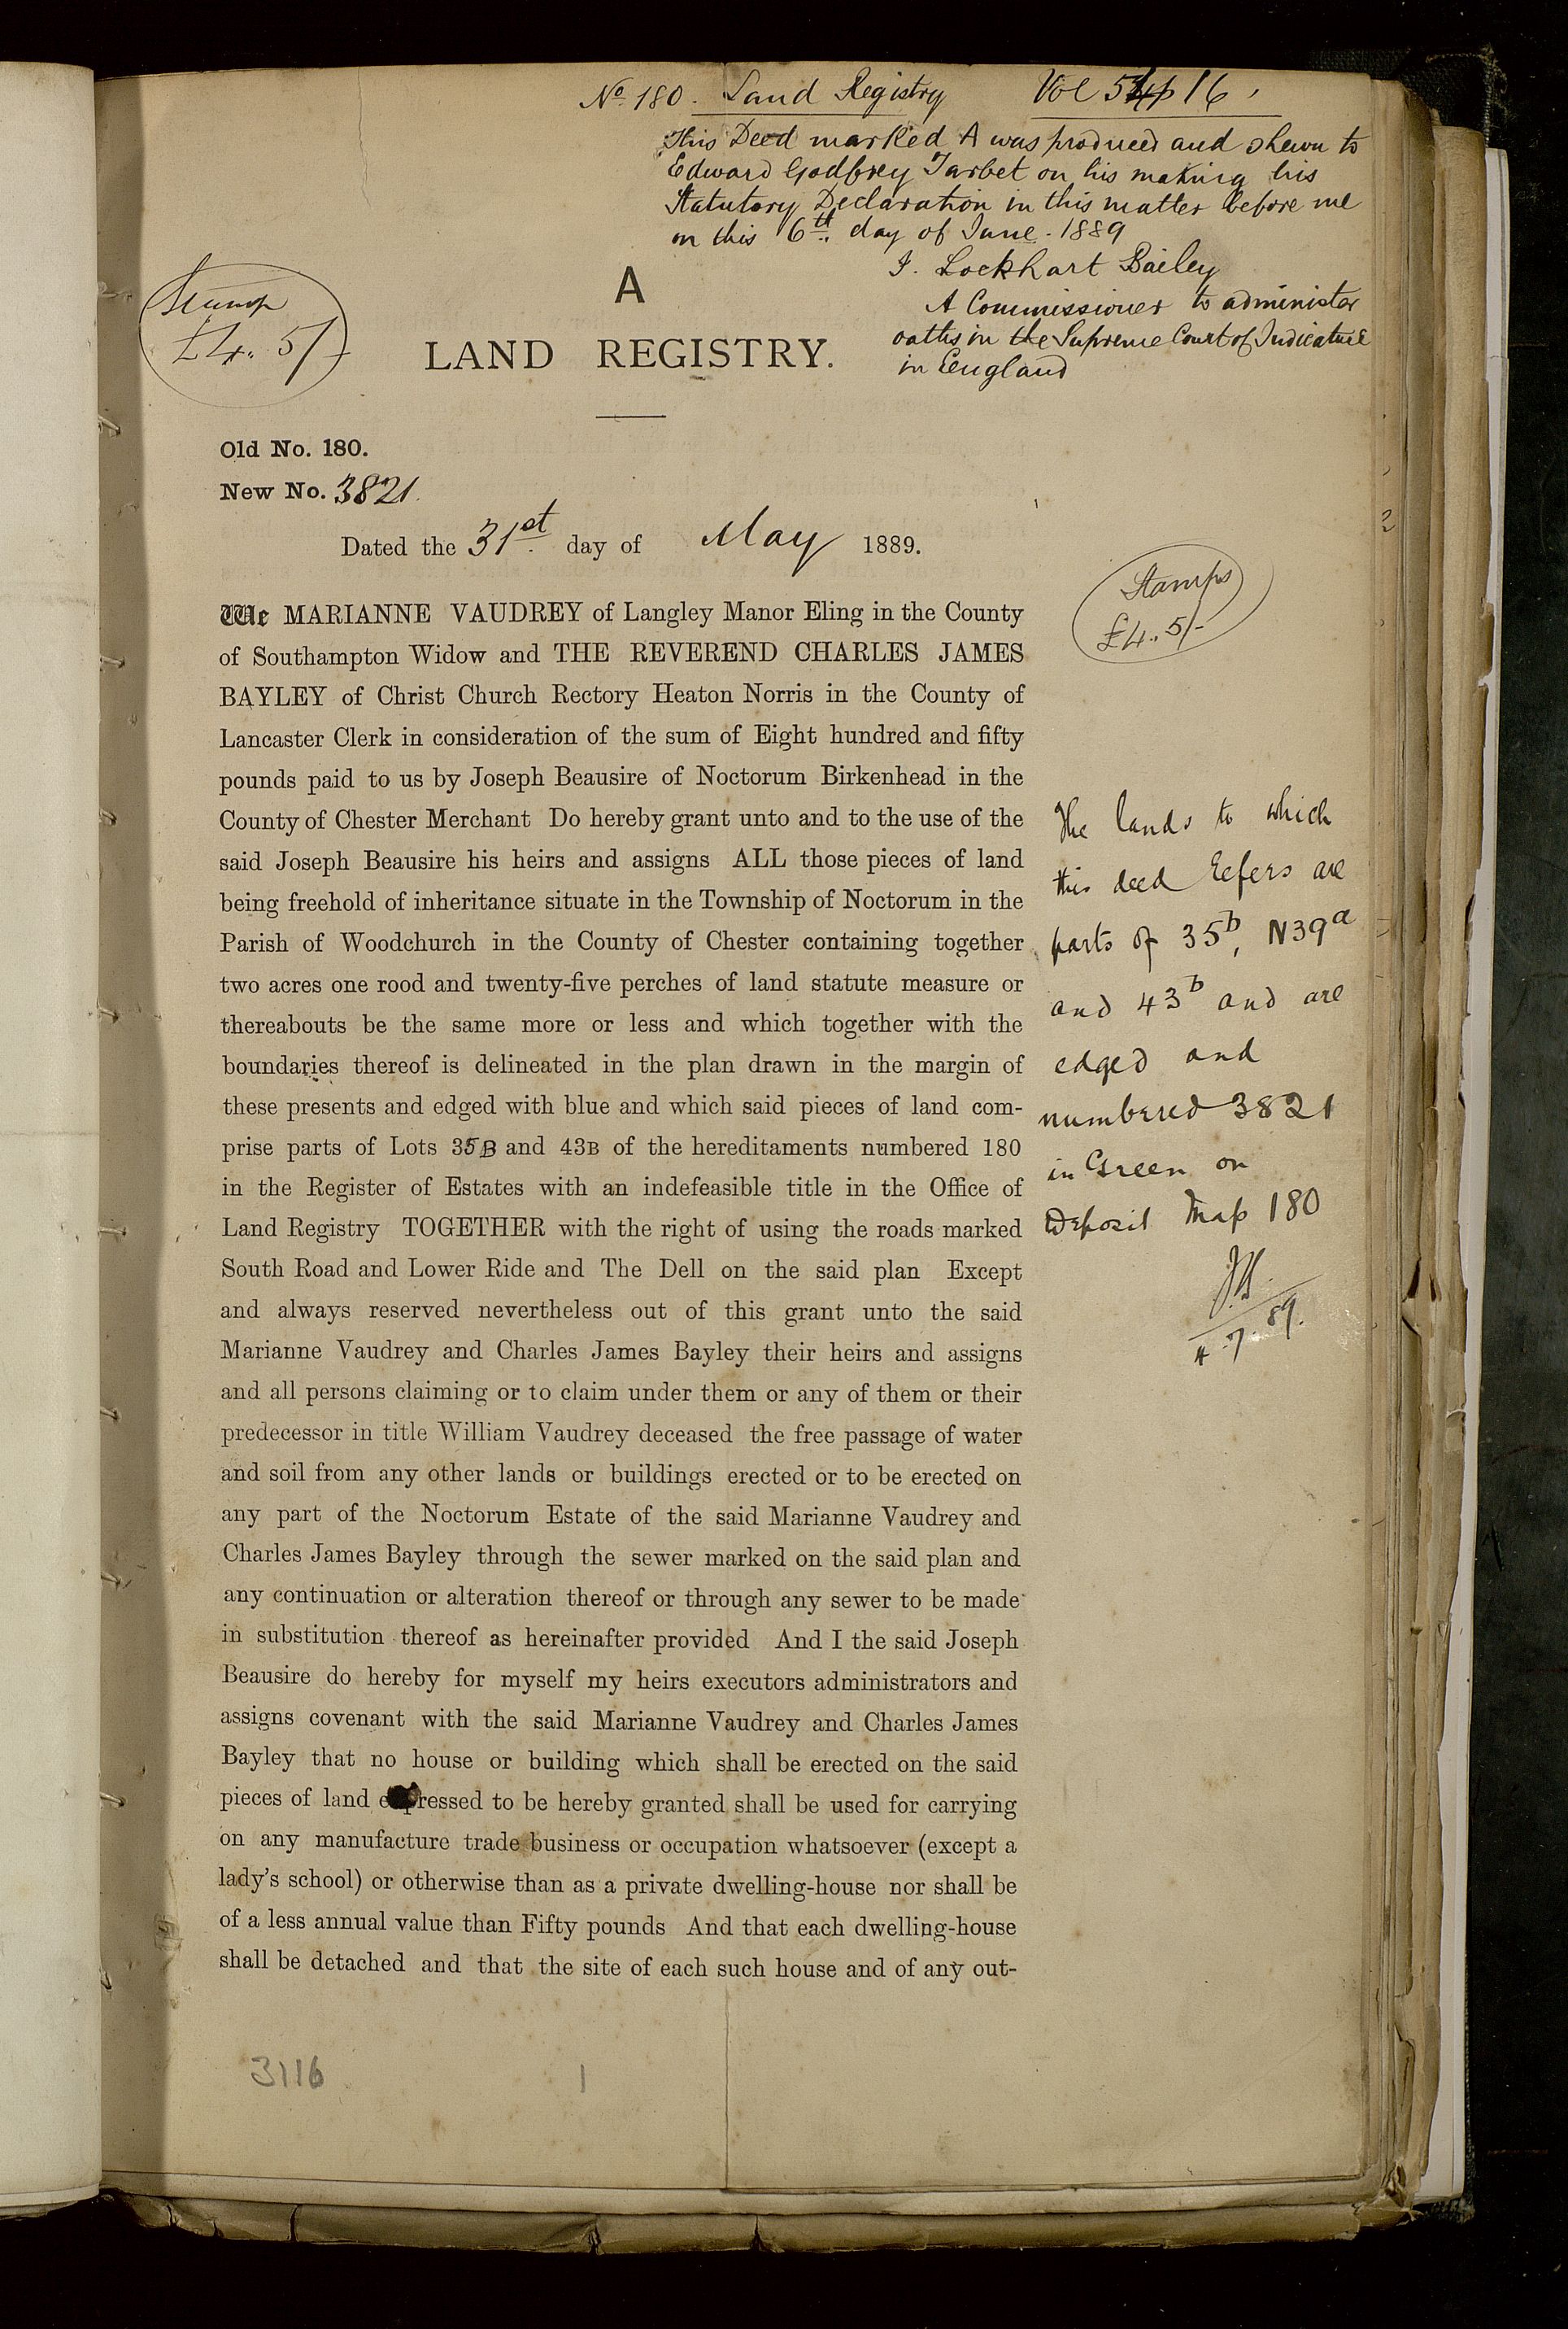 No. 180. Land Registry Vol 5 p 16
This Deed marked A was produced and shewn to
Edward Godfrey Tarbet on his making his
Statutory Declaration in this matter before me
on this 6th day of June 1889
J. Lockhart Bailey
A Commissioner to administer
oaths in the Supreme Court of Judicature
in England
Stamp
£4.. 5/-
A
LAND REGISTRY.
Old No. 180.
New No. 3821.
Dated the 31st day of May 1889.
Stamps
£4.. 5/-
We MARIANNE VAUDREY of Langley Manor Eling in the County
of Southampton Widow and THE REVEREND CHARLES JAMES
BAYLEY of Christ Church Rectory Heaton Norris in the County of
Lancaster Clerk in consideration of the sum of Eight hundred and fifty
pounds paid to us by Joseph Beausire of Noctorum Birkenhead in the
County of Chester Merchant Do hereby grant unto and to the use of the
said Joseph Beausire his heirs and assigns ALL those pieces of land
being freehold of inheritance situate in the Township of Noctorum in the
Parish of Woodchurch in the County of Chester containing together
two acres one rood and twenty-five perches of land statute measure or
thereabouts be the same more or less and which together with the
boundaries thereof is delineated in the plan drawn in the margin of
these presents and edged with blue and which said pieces of land com-
prise parts of Lots 35B and 43B of the hereditaments numbered 180
in the Register of Estates with an indefeasible title in the Office of
Land Registry TOGETHER with the right of using the roads marked
South Road and Lower Ride and The Dell on the said plan Except
and always reserved nevertheless out of this grant unto the said
Marianne Vaudrey and Charles James Bayley their heirs and assigns
and all persons claiming or to claim under them or any of them or their
predecessor in title William Vaudrey deceased the free passage of water
and soil from any other lands or buildings erected or to be erected on
any part of the Noctorum Estate of the said Marianne Vaudrey and
Charles James Bayley through the sewer marked on the said plan and
any continuation or alteration thereof or through any sewer to be made
in substitution thereof as hereinafter provided And I the said Joseph
Beausire do hereby for myself my heirs executors administrators and
assigns covenant with the said Marianne Vaudrey and Charles James
Bayley that no house or building which shall be erected on the said
pieces of land expressed to be hereby granted shall be used for carrying
on any manufacture trade business or occupation whatsoever (except a
lady's school) or otherwise than as a private dwelling-house nor shall be
of a less annual value than Fifty pounds And that each dwelling-house
shall be detached and that the site of each such house and of any out-
The lands to which
this deed refers are
parts of 35b, N39a
and 43b and are
edged and
numbered 3821
in Green on
Deposit Map 180
4.7.89.
3116
1